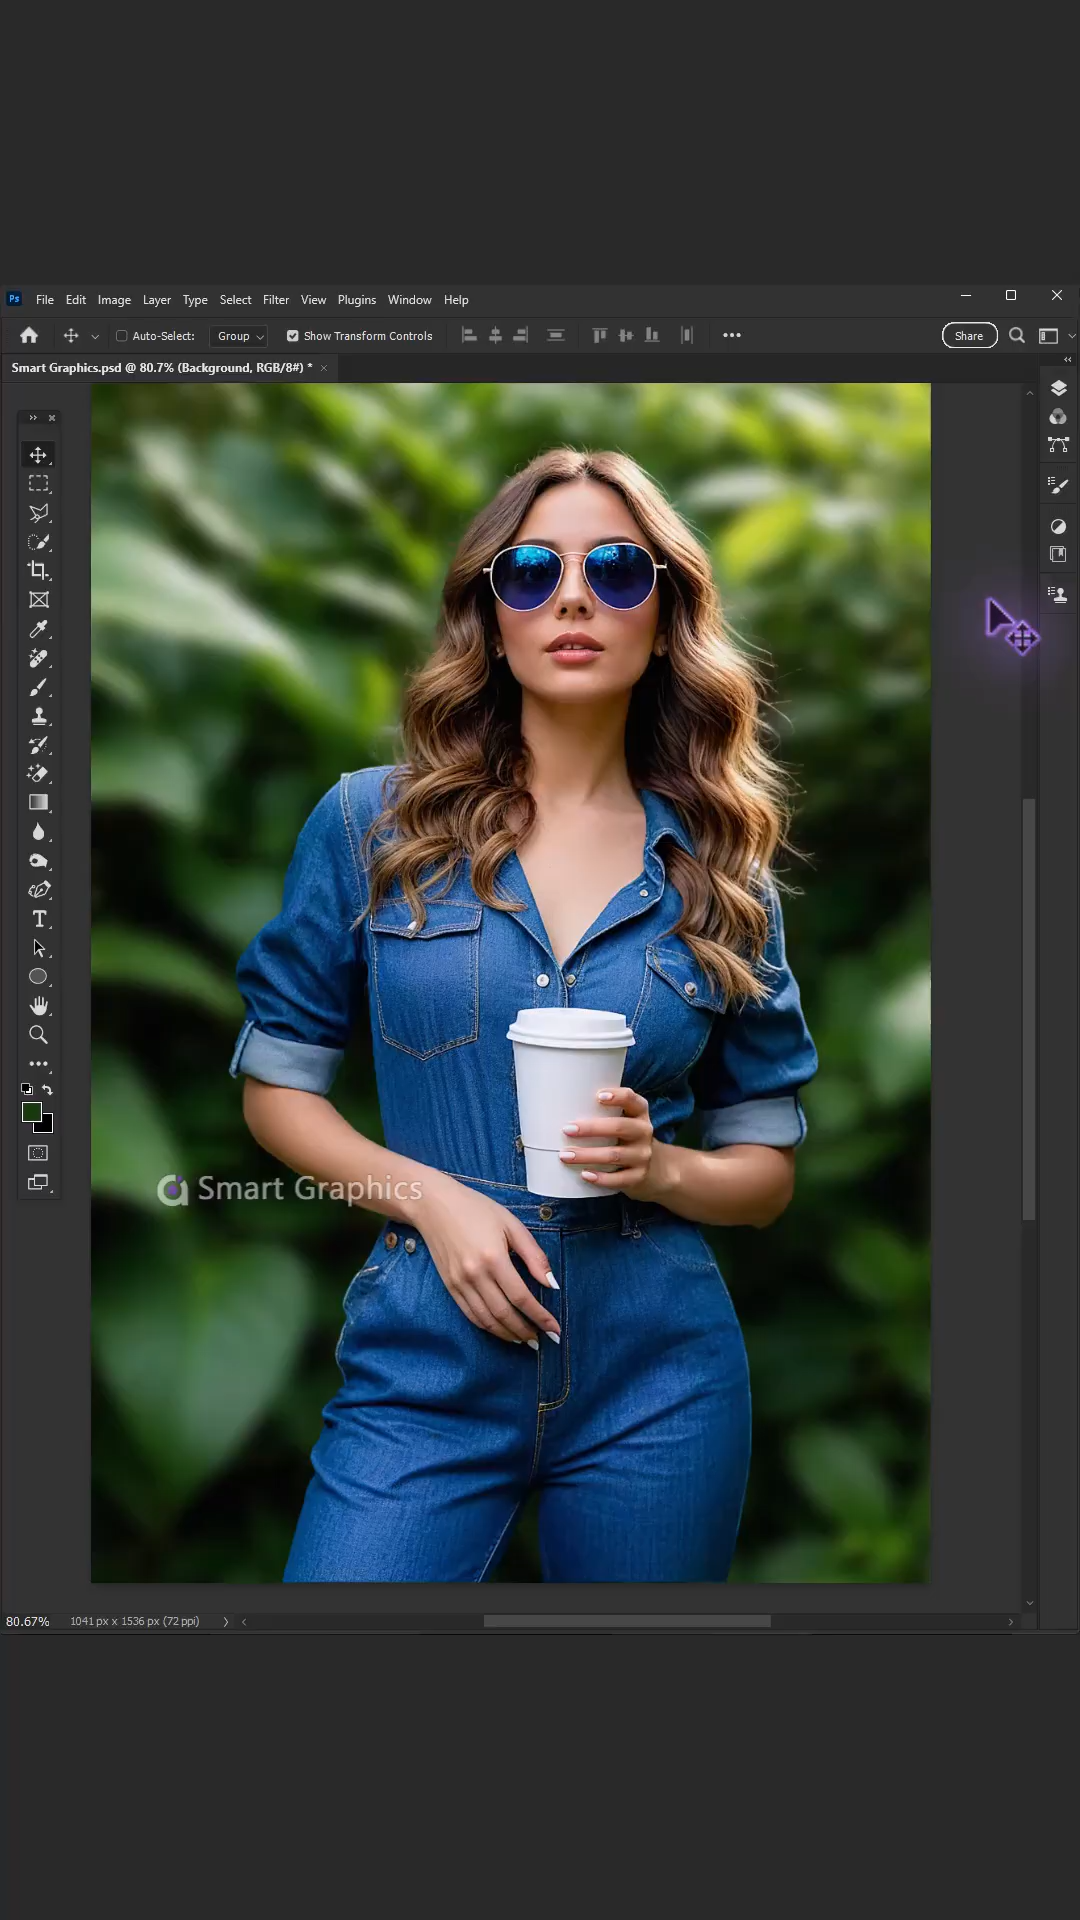 Ps File Edit Image Layer Type Select Filter View Plugins Window Help
Auto-Select: Group Show Transform Controls Share
Smart Graphics.psd @ 80.7% (Background, RGB/8#) *
Smart Graphics
80.67% 1041 px x 1536 px (72 ppi)